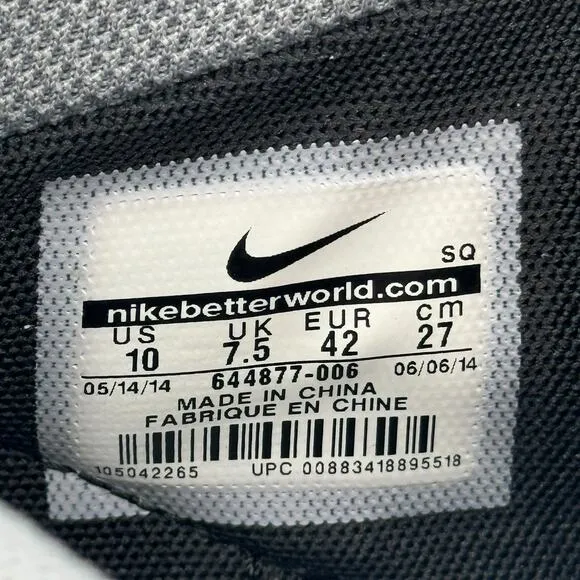 SQ
nikebetterworld.com
US UK EUR cm
10 7.5 42 27
05/14/14 644877-006 06/06/14
MADE IN CHINA
FABRIQUE EN CHINE
105042265 UPC 00883418895518